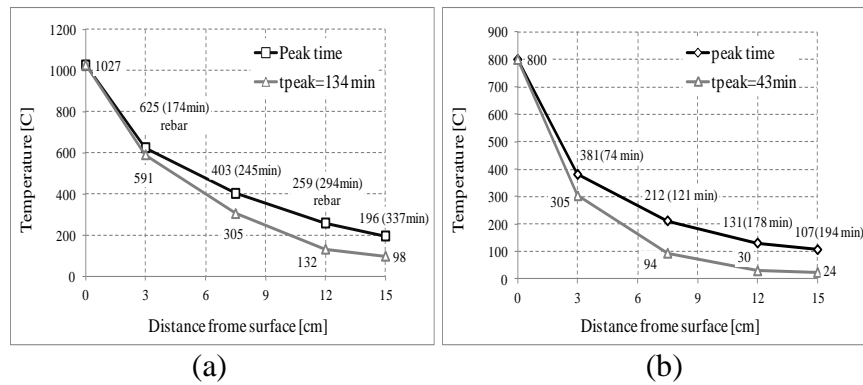 1200
1000
800
600
400
200
0
Temperature [C]
0 3 6 9 12 15
Distance frome surface [cm]
Peak time
tpeak=134 min
1027
625 (174min)
rebar
591
403 (245min)
305
259 (294min)
rebar
132
196 (337min)
98
(a)
900
800
700
600
500
400
300
200
100
0
Temperature [C]
0 3 6 9 12 15
Distance frome surface [cm]
peak time
tpeak=43min
800
381(74 min)
305
212 (121 min)
94
131(178 min)
30
107(194 min)
24
(b)